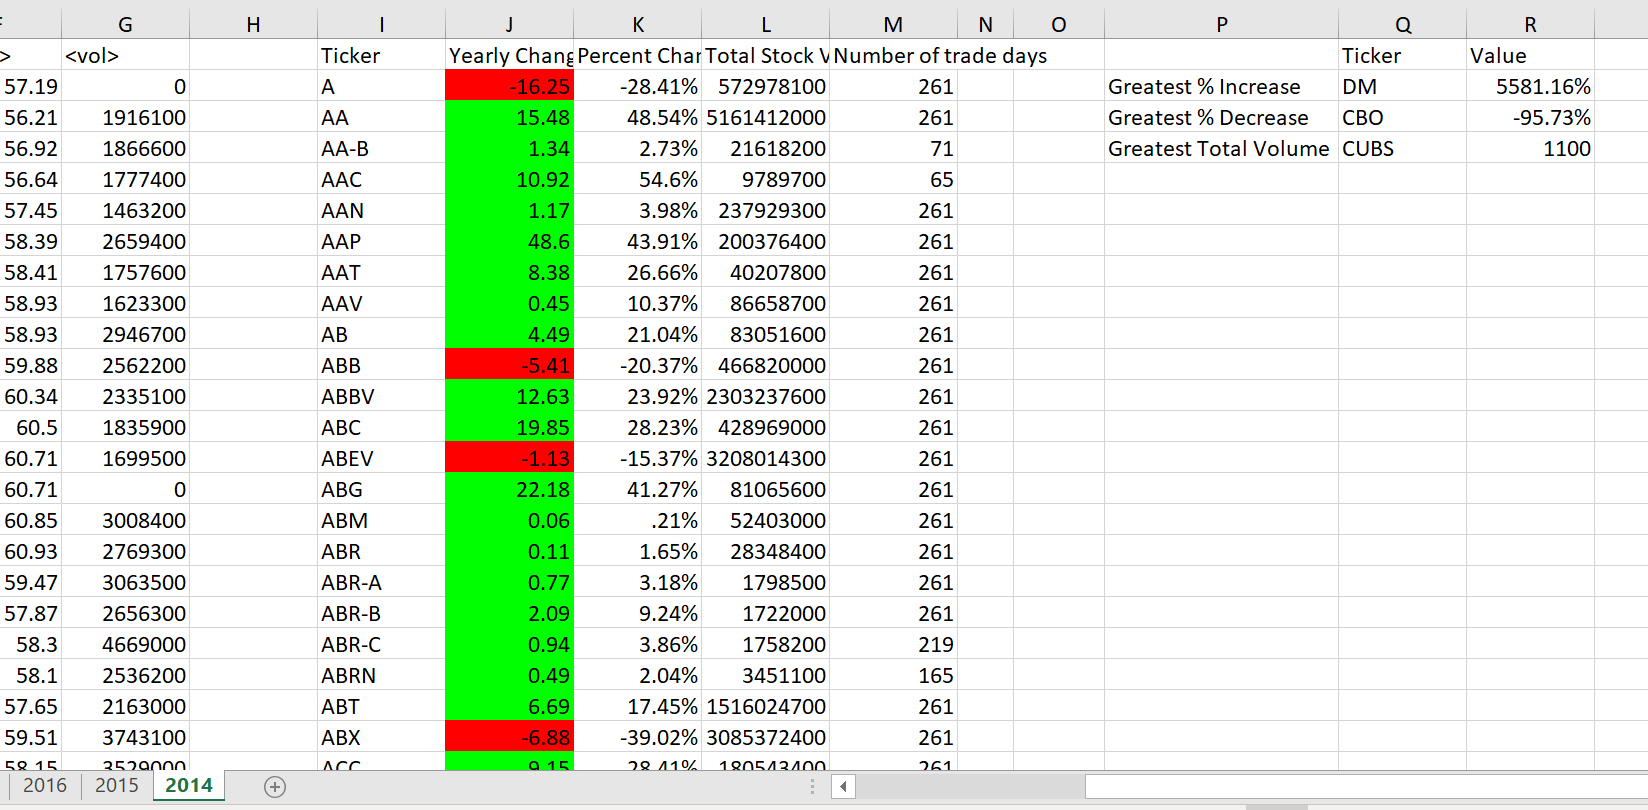 F G H I J K L M N O P Q R
> <vol> Ticker Yearly Chang Percent Char Total Stock V Number of trade days Ticker Value
57.19 0 A -16.25 -28.41% 572978100 261 Greatest % Increase DM 5581.16%
56.21 1916100 AA 15.48 48.54% 5161412000 261 Greatest % Decrease CBO -95.73%
56.92 1866600 AA-B 1.34 2.73% 21618200 71 Greatest Total Volume CUBS 1100
56.64 1777400 AAC 10.92 54.6% 9789700 65
57.45 1463200 AAN 1.17 3.98% 237929300 261
58.39 2659400 AAP 48.6 43.91% 200376400 261
58.41 1757600 AAT 8.38 26.66% 40207800 261
58.93 1623300 AAV 0.45 10.37% 86658700 261
58.93 2946700 AB 4.49 21.04% 83051600 261
59.88 2562200 ABB -5.41 -20.37% 466820000 261
60.34 2335100 ABBV 12.63 23.92% 2303237600 261
60.5 1835900 ABC 19.85 28.23% 428969000 261
60.71 1699500 ABEV -1.13 -15.37% 3208014300 261
60.71 0 ABG 22.18 41.27% 81065600 261
60.85 3008400 ABM 0.06 .21% 52403000 261
60.93 2769300 ABR 0.11 1.65% 28348400 261
59.47 3063500 ABR-A 0.77 3.18% 1798500 261
57.87 2656300 ABR-B 2.09 9.24% 1722000 261
58.3 4669000 ABR-C 0.94 3.86% 1758200 219
58.1 2536200 ABRN 0.49 2.04% 3451100 165
57.65 2163000 ABT 6.69 17.45% 1516024700 261
59.51 3743100 ABX -6.88 -39.02% 3085372400 261
58.15 3529000 ACC 9.15 28.41% 180543400 261
2016 2015 2014